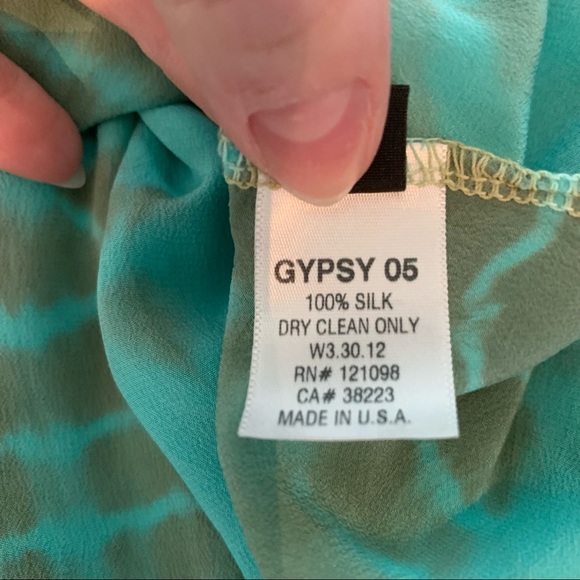 GYPSY 05
100% SILK
DRY CLEAN ONLY
W3.30.12
RN# 121098
CA# 38223
MADE IN U.S.A.